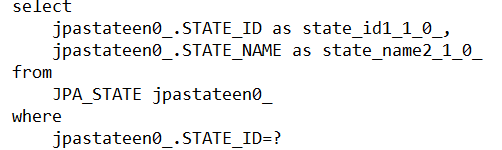 select
jpastateen0_.STATE_ID as state_id1_1_0_,
jpastateen0_.STATE_NAME as state_name2_1_0_
from
JPA_STATE jpastateen0_
where
jpastateen0_.STATE_ID=?